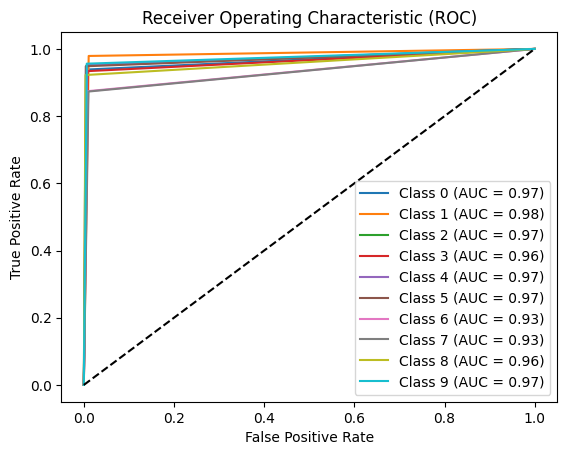 Receiver Operating Characteristic (ROC)
True Positive Rate
1.0
0.8
0.6
0.4
0.2
0.0
Class 0 (AUC = 0.97)
Class 1 (AUC = 0.98)
Class 2 (AUC = 0.97)
Class 3 (AUC = 0.96)
Class 4 (AUC = 0.97)
Class 5 (AUC = 0.97)
Class 6 (AUC = 0.93)
Class 7 (AUC = 0.93)
Class 8 (AUC = 0.96)
Class 9 (AUC = 0.97)
0.0 0.2 0.4 0.6 0.8 1.0
False Positive Rate